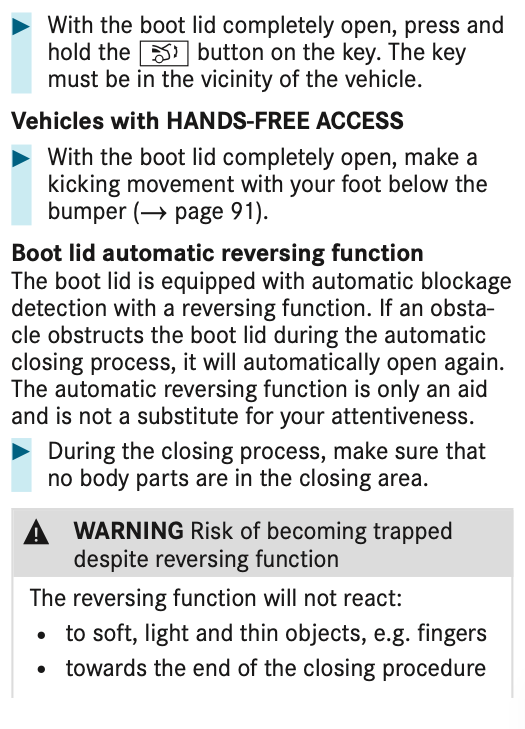 With the boot lid completely open, press and
hold the button on the key. The key
must be in the vicinity of the vehicle.
Vehicles with HANDS-FREE ACCESS
With the boot lid completely open, make a
kicking movement with your foot below the
bumper (→ page 91).
Boot lid automatic reversing function
The boot lid is equipped with automatic blockage
detection with a reversing function. If an obsta-
cle obstructs the boot lid during the automatic
closing process, it will automatically open again.
The automatic reversing function is only an aid
and is not a substitute for your attentiveness.
During the closing process, make sure that
no body parts are in the closing area.
WARNING Risk of becoming trapped
despite reversing function
The reversing function will not react:
• to soft, light and thin objects, e.g. fingers
• towards the end of the closing procedure